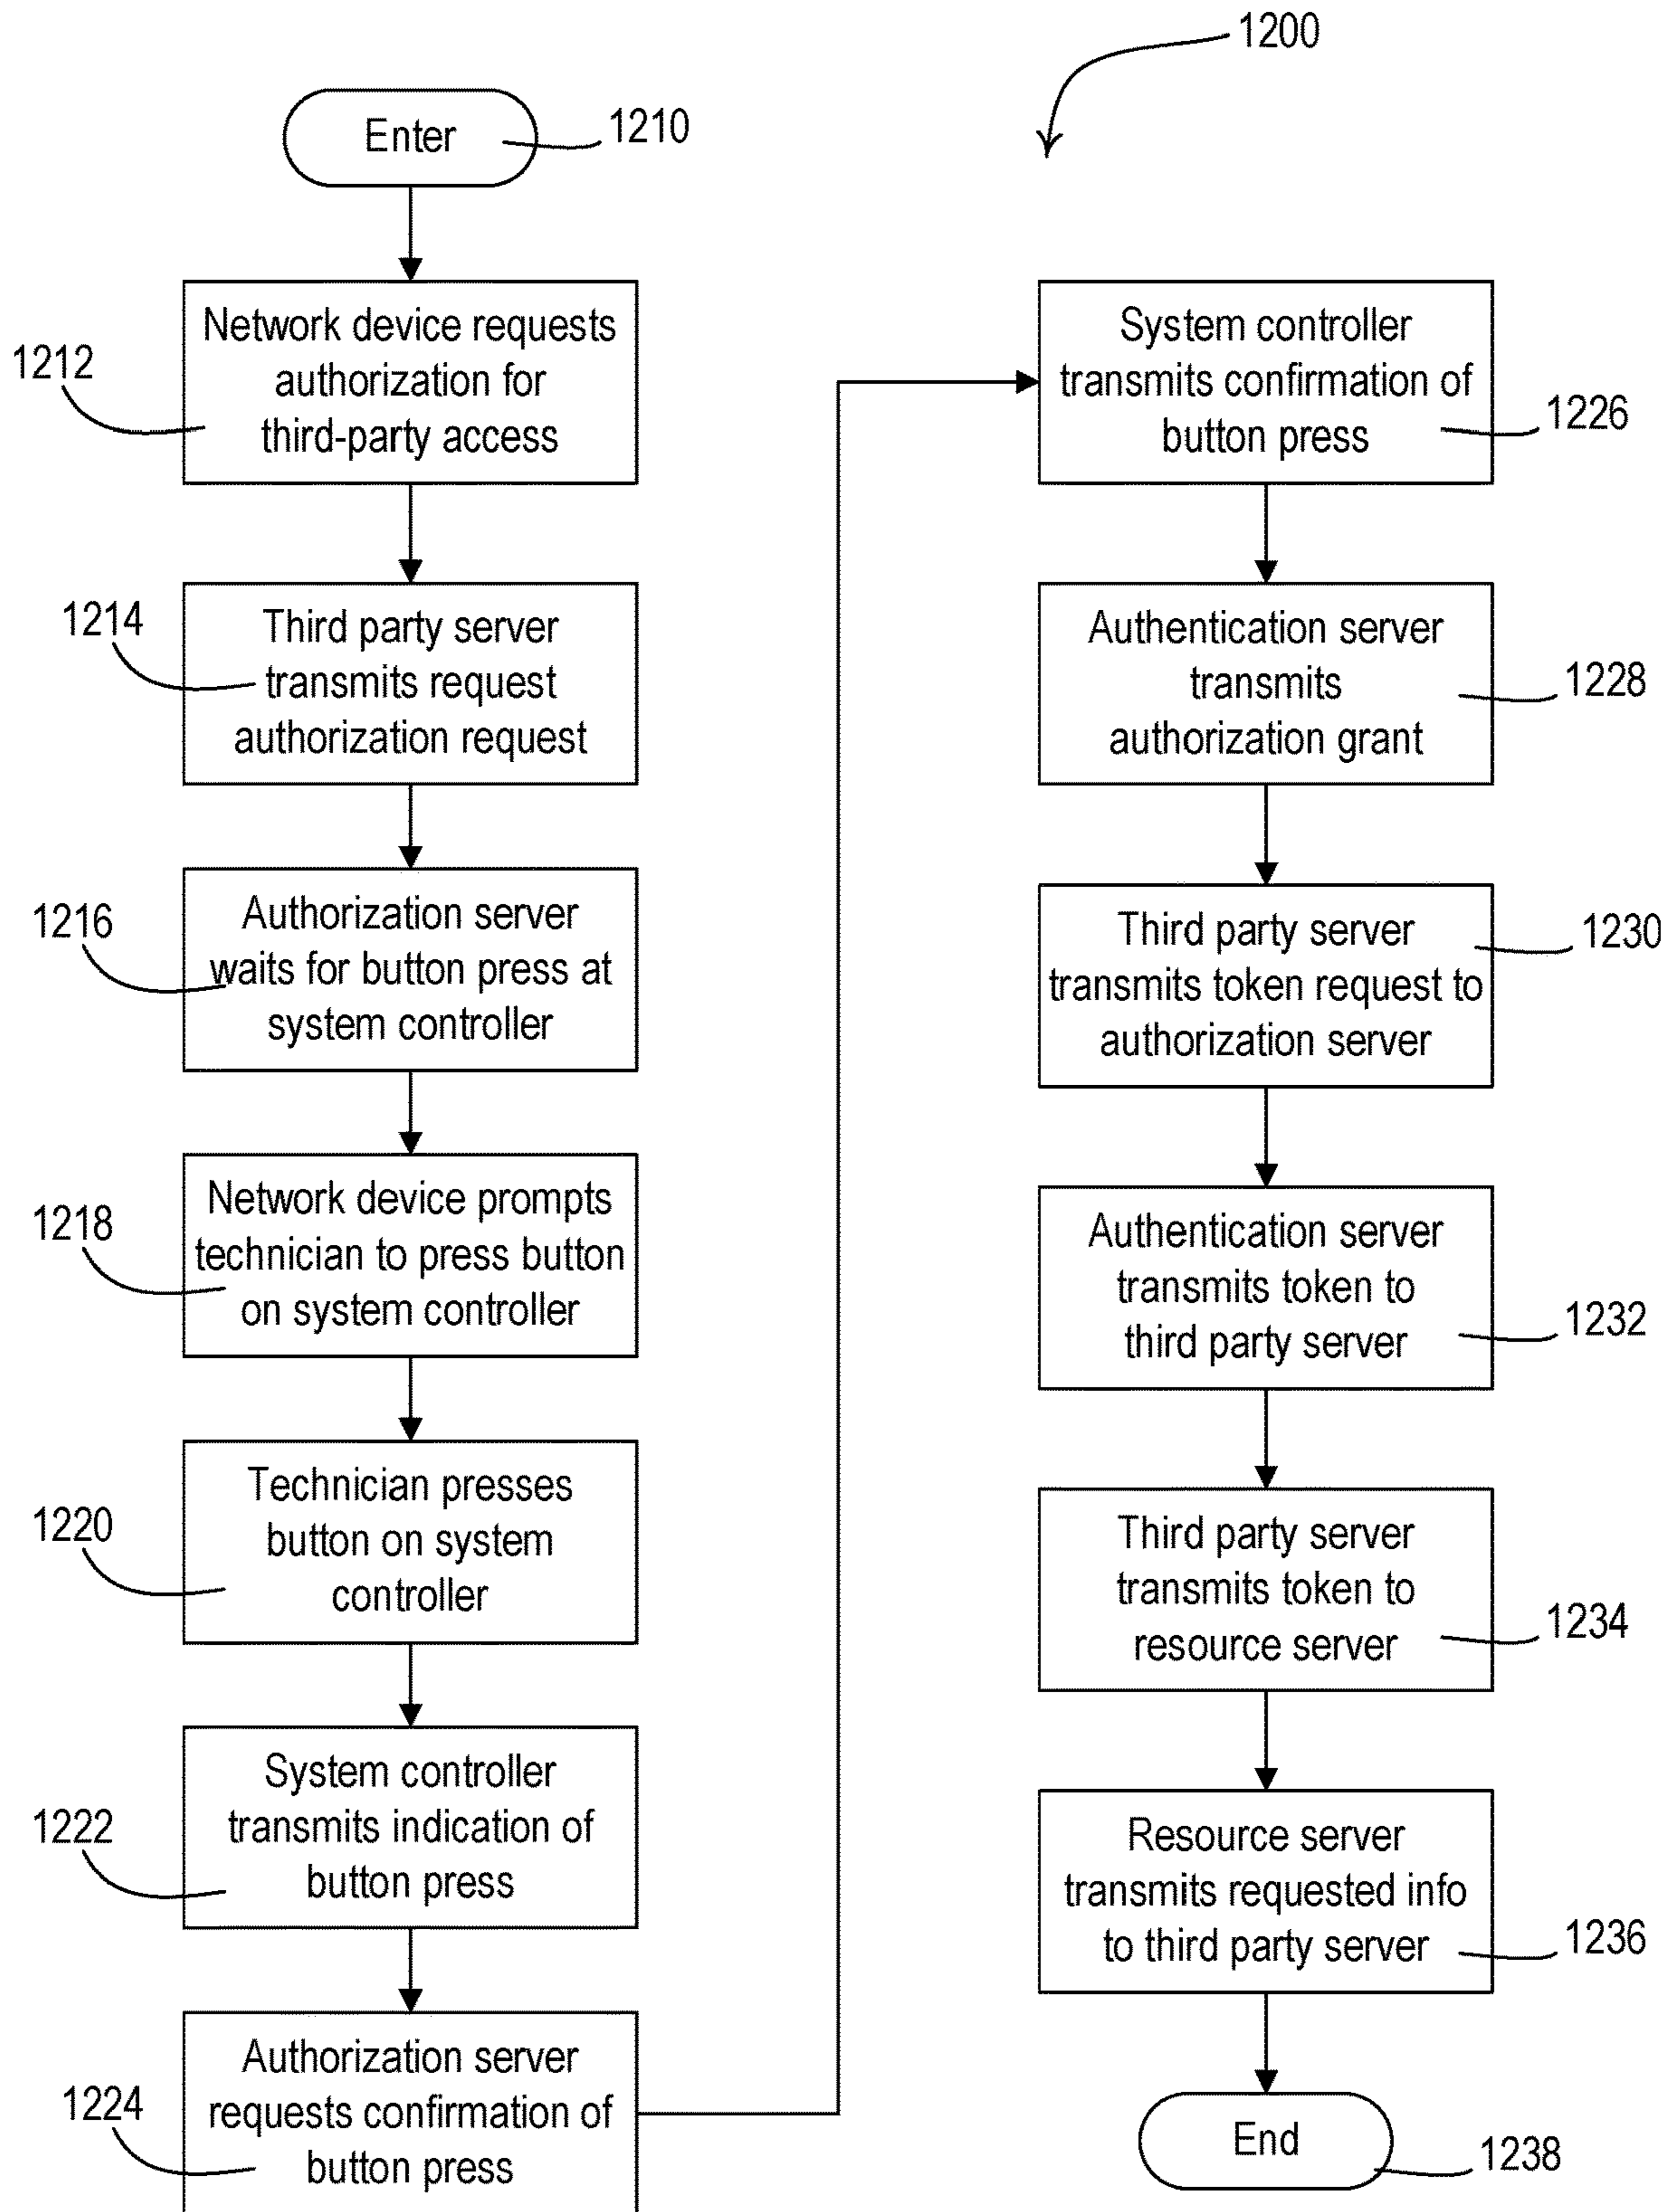 1200
Enter
1210
Network device requests
authorization for
third-party access
1212
Third party server
transmits request
authorization request
1214
Authorization server
waits for button press at
system controller
1216
Network device prompts
technician to press button
on system controller
1218
Technician presses
button on system
controller
1220
System controller
transmits indication of
button press
1222
Authorization server
requests confirmation of
button press
1224
System controller
transmits confirmation of
button press
1226
Authentication server
transmits
authorization grant
1228
Third party server
transmits token request to
authorization server
1230
Authentication server
transmits token to
third party server
1232
Third party server
transmits token to
resource server
1234
Resource server
transmits requested info
to third party server
1236
End
1238